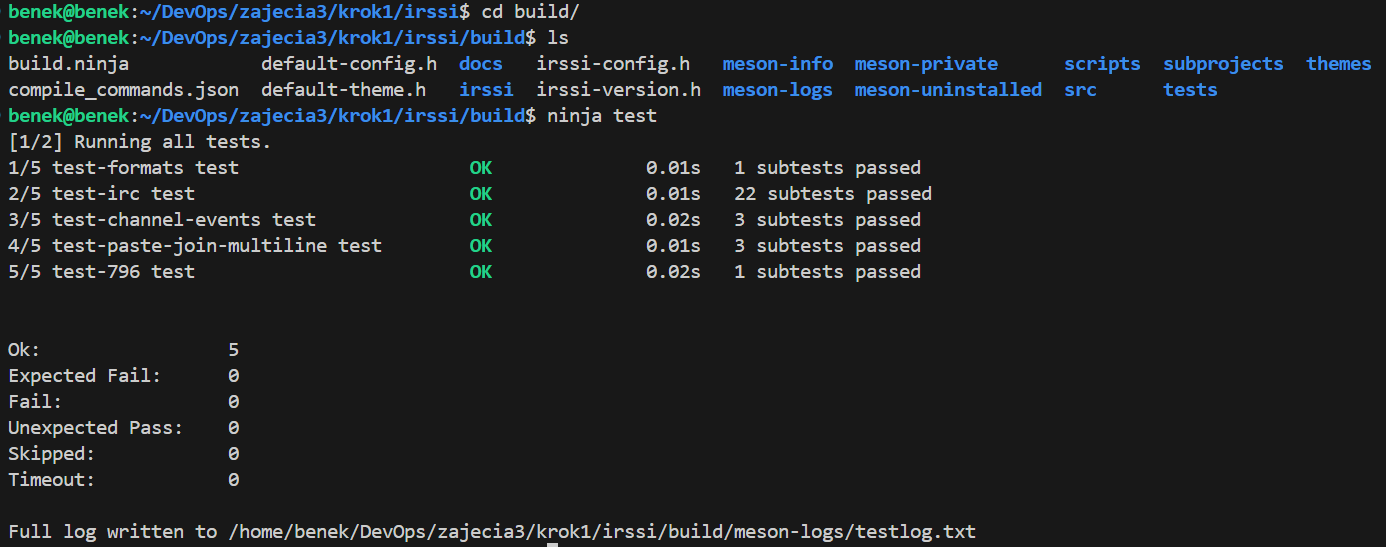 benek@benek:~/DevOps/zajecia3/krok1/irssi$ cd build/
benek@benek:~/DevOps/zajecia3/krok1/irssi/build$ ls
build.ninja            default-config.h  docs   irssi-config.h   meson-info  meson-private      scripts  subprojects  themes
compile_commands.json  default-theme.h   irssi  irssi-version.h  meson-logs  meson-uninstalled  src      tests
benek@benek:~/DevOps/zajecia3/krok1/irssi/build$ ninja test
[1/2] Running all tests.
1/5 test-formats test                     OK              0.01s   1 subtests passed
2/5 test-irc test                         OK              0.01s   22 subtests passed
3/5 test-channel-events test              OK              0.02s   3 subtests passed
4/5 test-paste-join-multiline test        OK              0.01s   3 subtests passed
5/5 test-796 test                         OK              0.02s   1 subtests passed
Ok:                 5
Expected Fail:      0
Fail:               0
Unexpected Pass:    0
Skipped:            0
Timeout:            0
Full log written to /home/benek/DevOps/zajecia3/krok1/irssi/build/meson-logs/testlog.txt